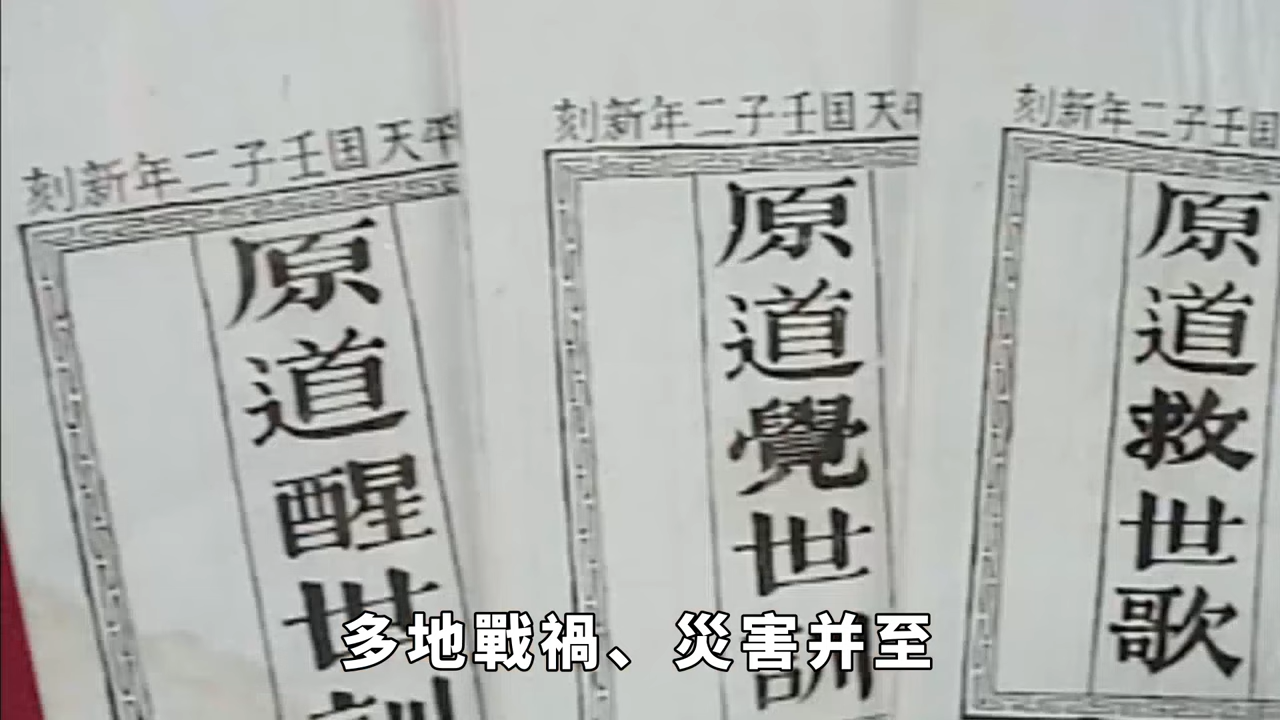 平天国壬子二年新刻
原道醒世訓
平天国壬子二年新刻
原道覺世訓
国壬子二年新刻
原道救世歌
多地戰禍、災害并至